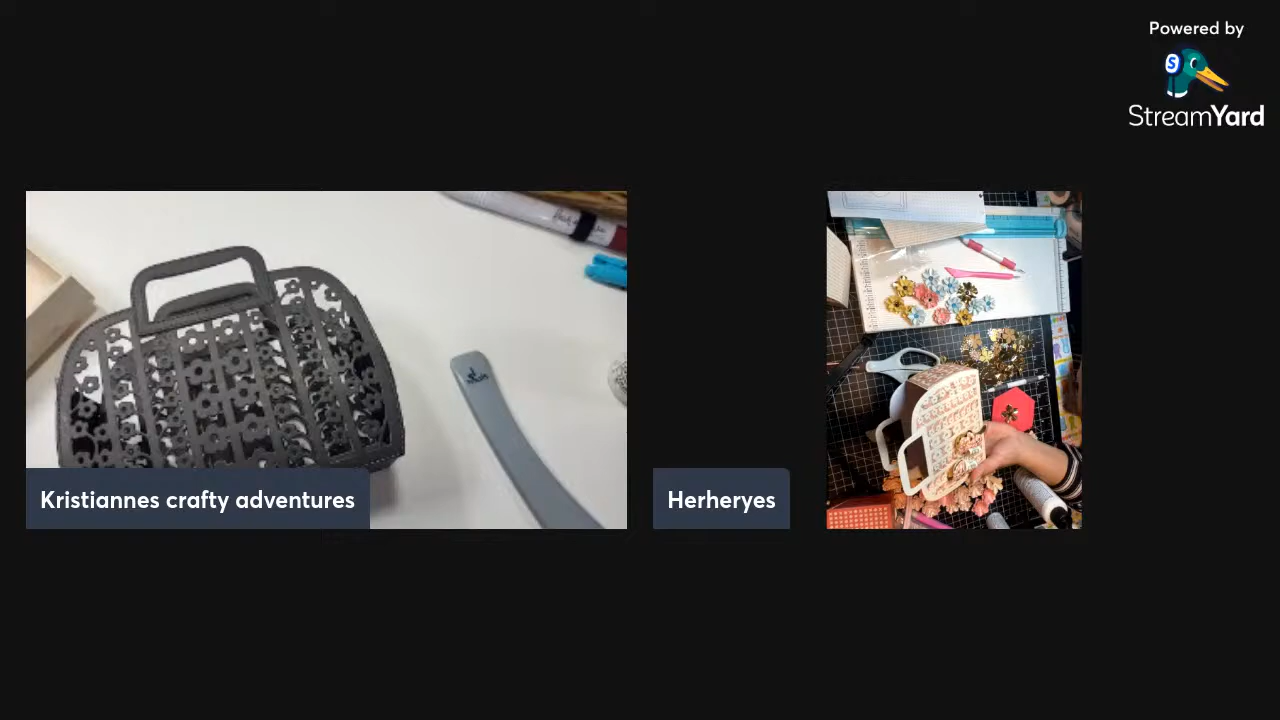 Powered by
S
StreamYard
Kristiannes crafty adventures
Herheryes